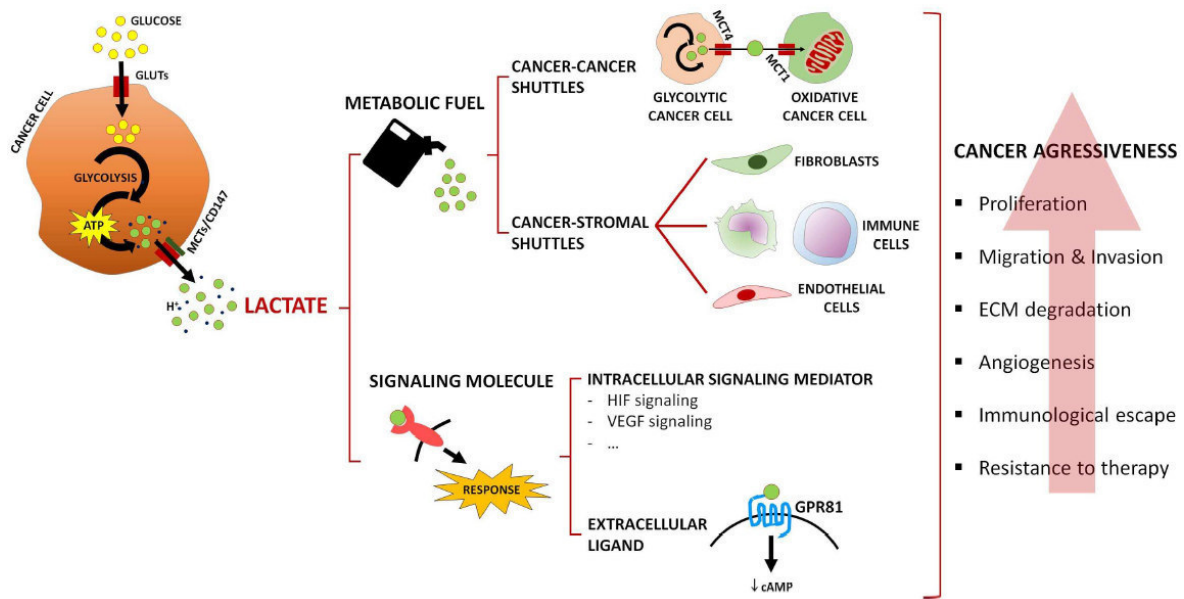 GLUCOSE
GLUTs
CANCER CELL
GLYCOLYSIS
ATP
MCTs/CD147
H⁺
LACTATE
METABOLIC FUEL
CANCER-CANCER
SHUTTLES
MCT4
MCT1
GLYCOLYTIC
CANCER CELL
OXIDATIVE
CANCER CELL
CANCER-STROMAL
SHUTTLES
FIBROBLASTS
IMMUNE
CELLS
ENDOTHELIAL
CELLS
SIGNALING MOLECULE
RESPONSE
INTRACELLULAR SIGNALING MEDIATOR
- HIF signaling
- VEGF signaling
- ...
EXTRACELLULAR
LIGAND
GPR81
↓ cAMP
CANCER AGRESSIVENESS
▪ Proliferation
▪ Migration & Invasion
▪ ECM degradation
▪ Angiogenesis
▪ Immunological escape
▪ Resistance to therapy